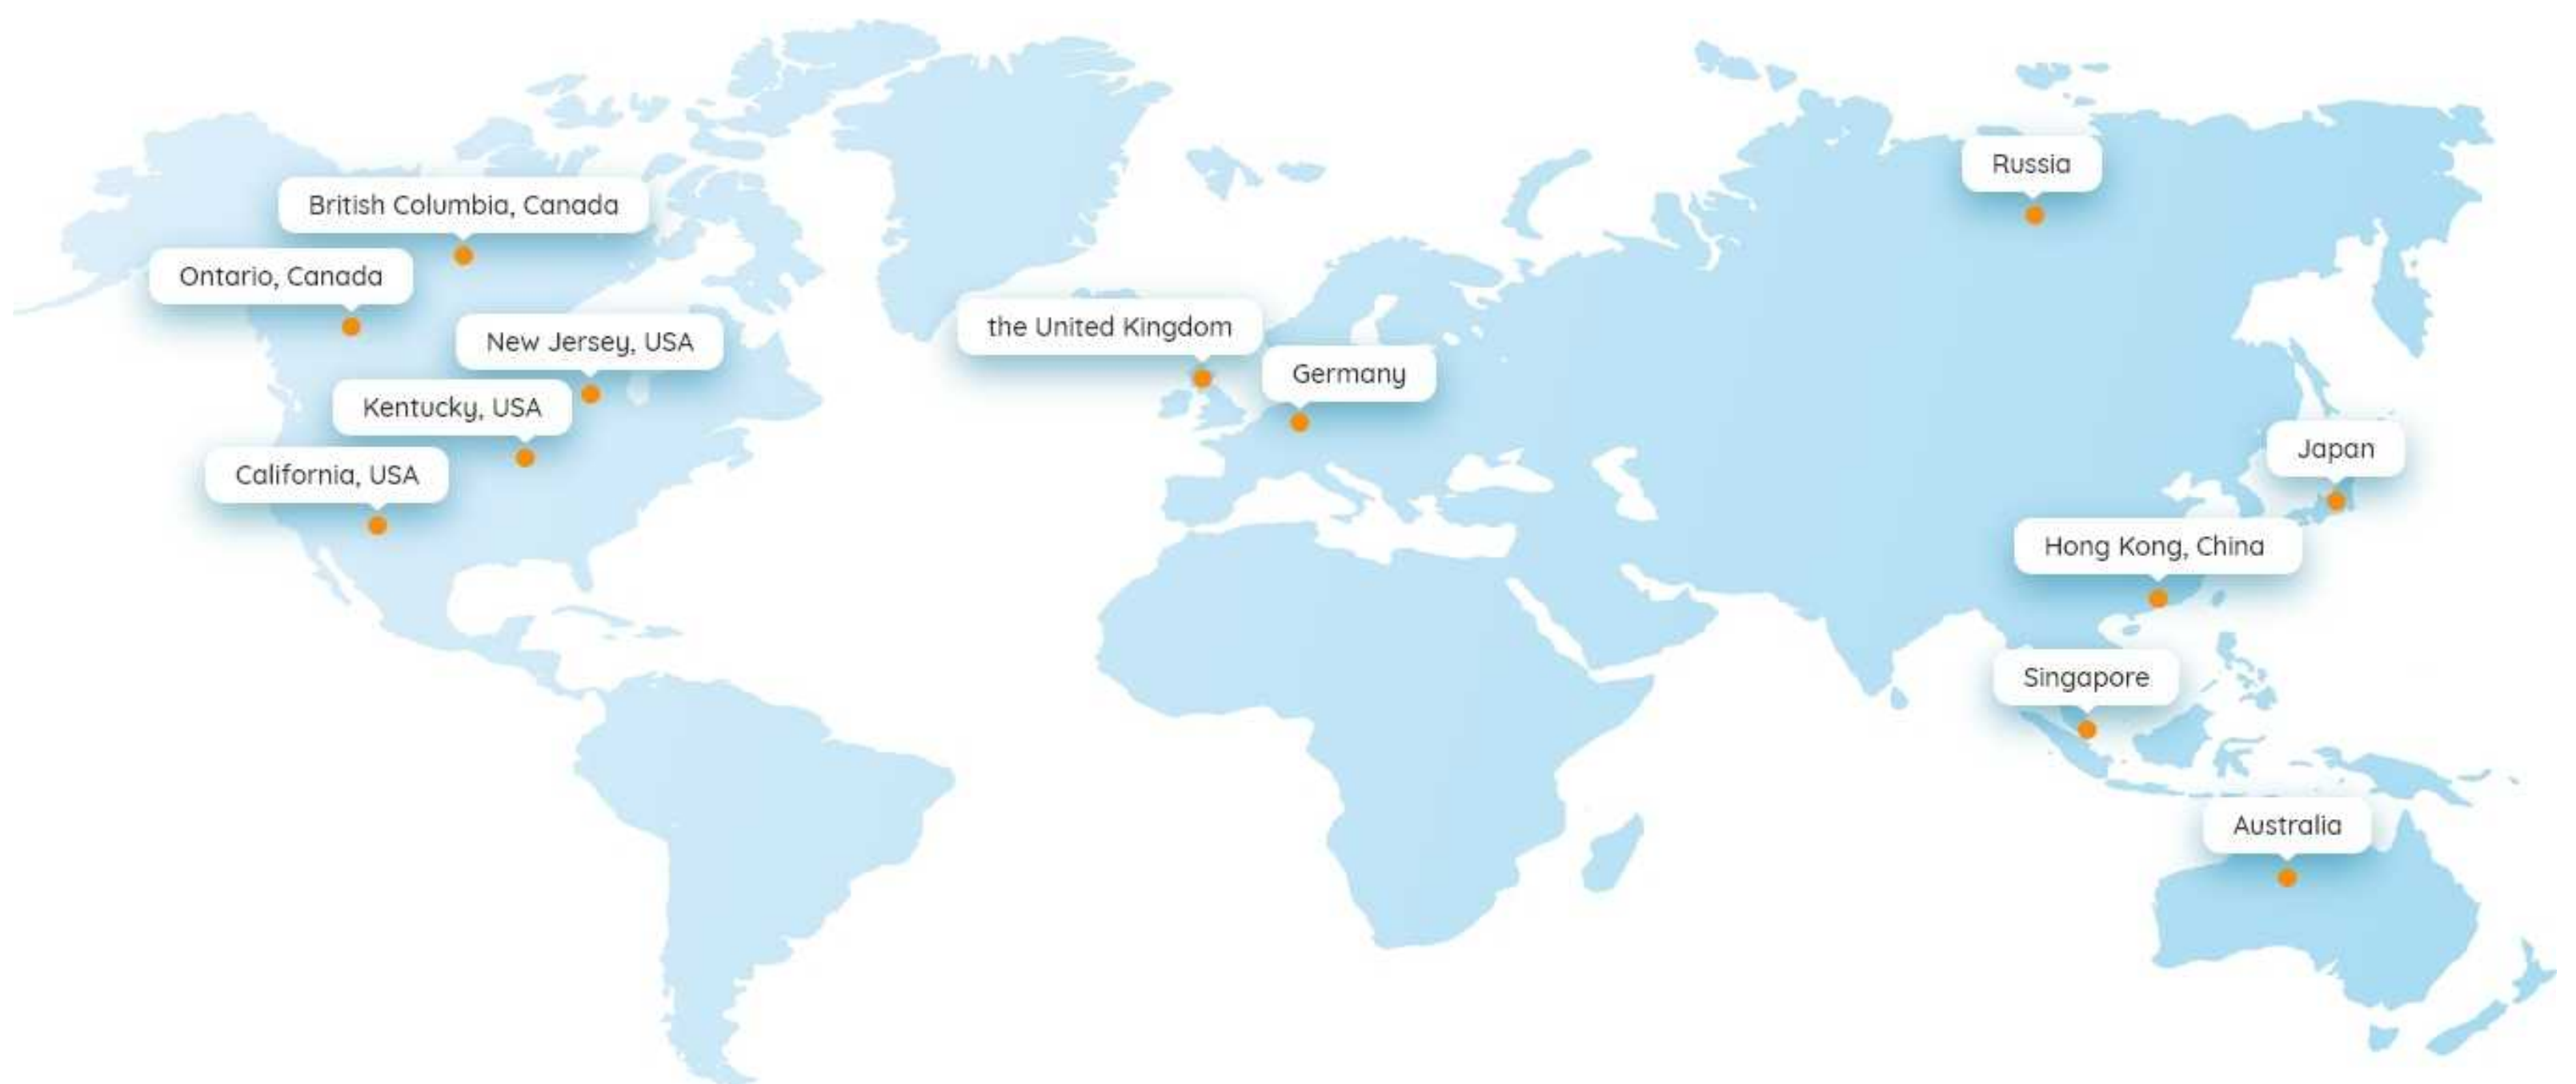 Russia
British Columbia, Canada
Ontario, Canada
the United Kingdom
New Jersey, USA
Germany
Kentucky, USA
Japan
California, USA
Hong Kong, China
Singapore
Australia